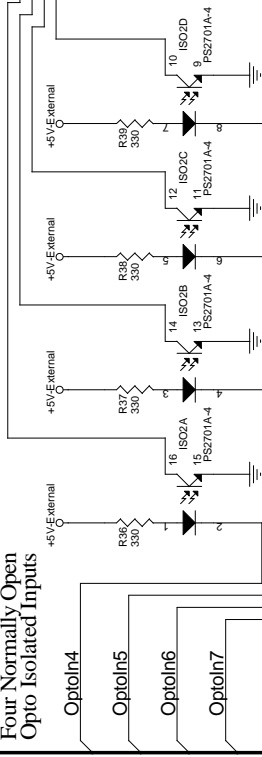 Four Normally Open
Opto Isolated Inputs
OptoIn4
OptoIn5
OptoIn6
OptoIn7
+5V-External
R36
330
1
2
16
15
ISO2A
PS2701A-4
+5V-External
R37
330
3
4
14
13
ISO2B
PS2701A-4
+5V-External
R38
330
5
6
12
11
ISO2C
PS2701A-4
+5V-External
R39
330
7
8
10
9
ISO2D
PS2701A-4